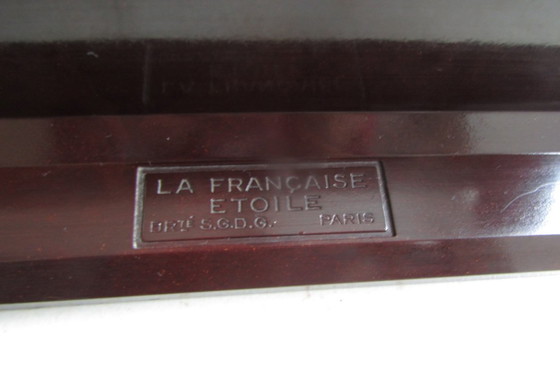 LA FRANÇAISE
ETOILE
BRTÉ S.G.D.G. PARIS